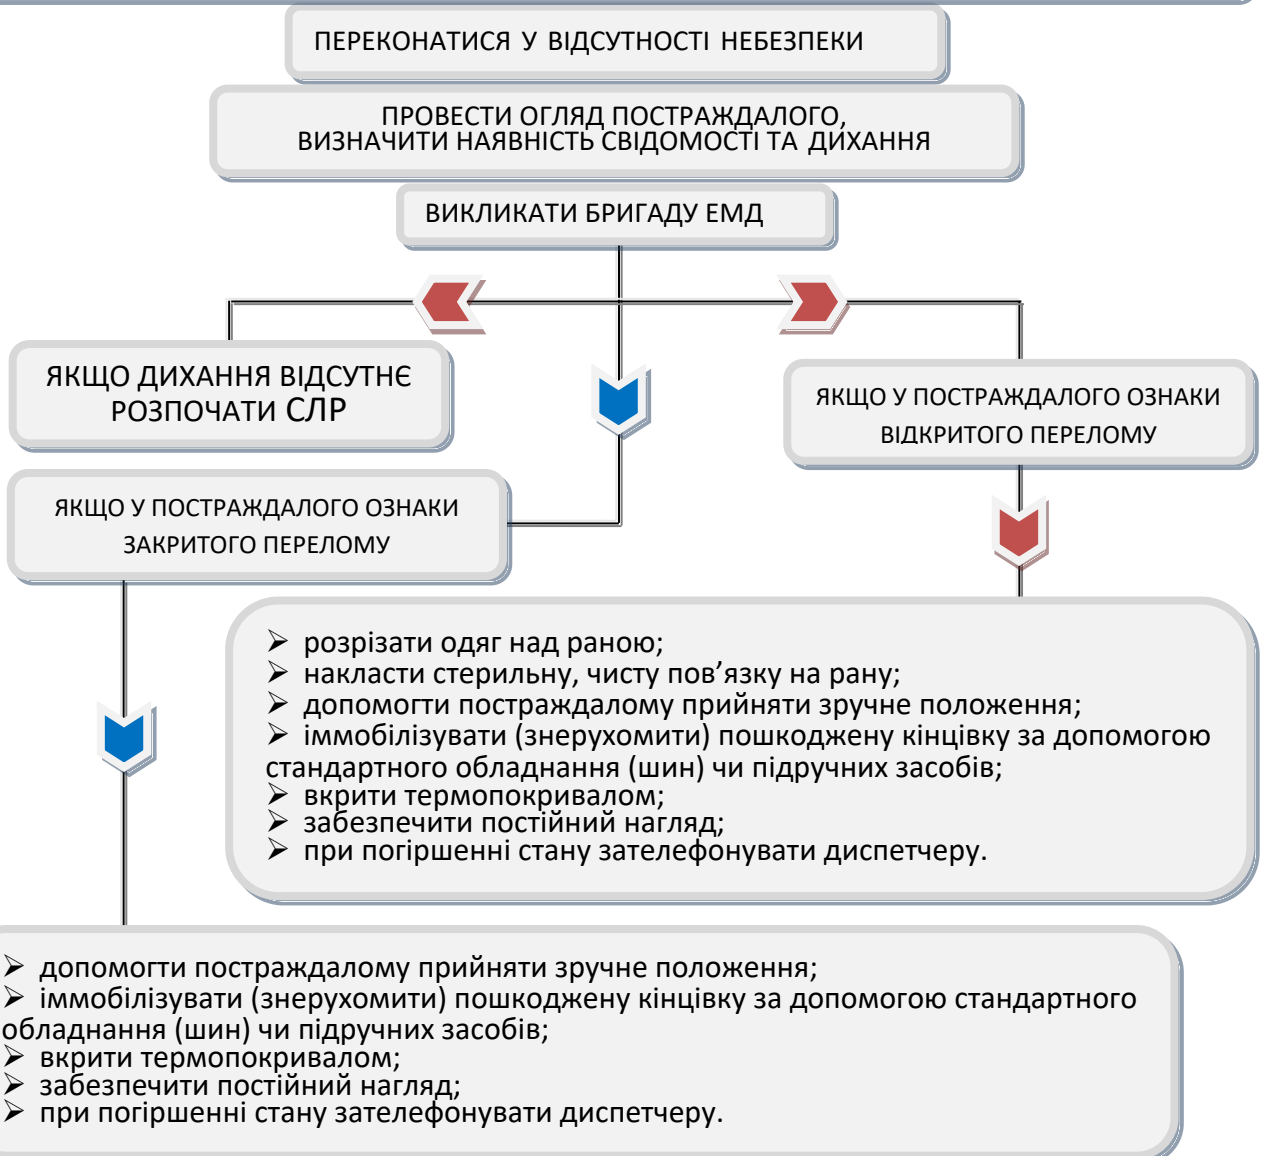 ПЕРЕКОНАТИСЯ У ВІДСУТНОСТІ НЕБЕЗПЕКИ
ПРОВЕСТИ ОГЛЯД ПОСТРАЖДАЛОГО,
ВИЗНАЧИТИ НАЯВНІСТЬ СВІДОМОСТІ ТА ДИХАННЯ
ВИКЛИКАТИ БРИГАДУ ЕМД
ЯКЩО ДИХАННЯ ВІДСУТНЄ
РОЗПОЧАТИ СЛР
ЯКЩО У ПОСТРАЖДАЛОГО ОЗНАКИ
ВІДКРИТОГО ПЕРЕЛОМУ
ЯКЩО У ПОСТРАЖДАЛОГО ОЗНАКИ
ЗАКРИТОГО ПЕРЕЛОМУ
➢ розрізати одяг над раною;
➢ накласти стерильну, чисту пов’язку на рану;
➢ допомогти постраждалому прийняти зручне положення;
➢ іммобілізувати (знерухомити) пошкоджену кінцівку за допомогою
стандартного обладнання (шин) чи підручних засобів;
➢ вкрити термопокривалом;
➢ забезпечити постійний нагляд;
➢ при погіршенні стану зателефонувати диспетчеру.
➢ допомогти постраждалому прийняти зручне положення;
➢ іммобілізувати (знерухомити) пошкоджену кінцівку за допомогою стандартного
обладнання (шин) чи підручних засобів;
➢ вкрити термопокривалом;
➢ забезпечити постійний нагляд;
➢ при погіршенні стану зателефонувати диспетчеру.